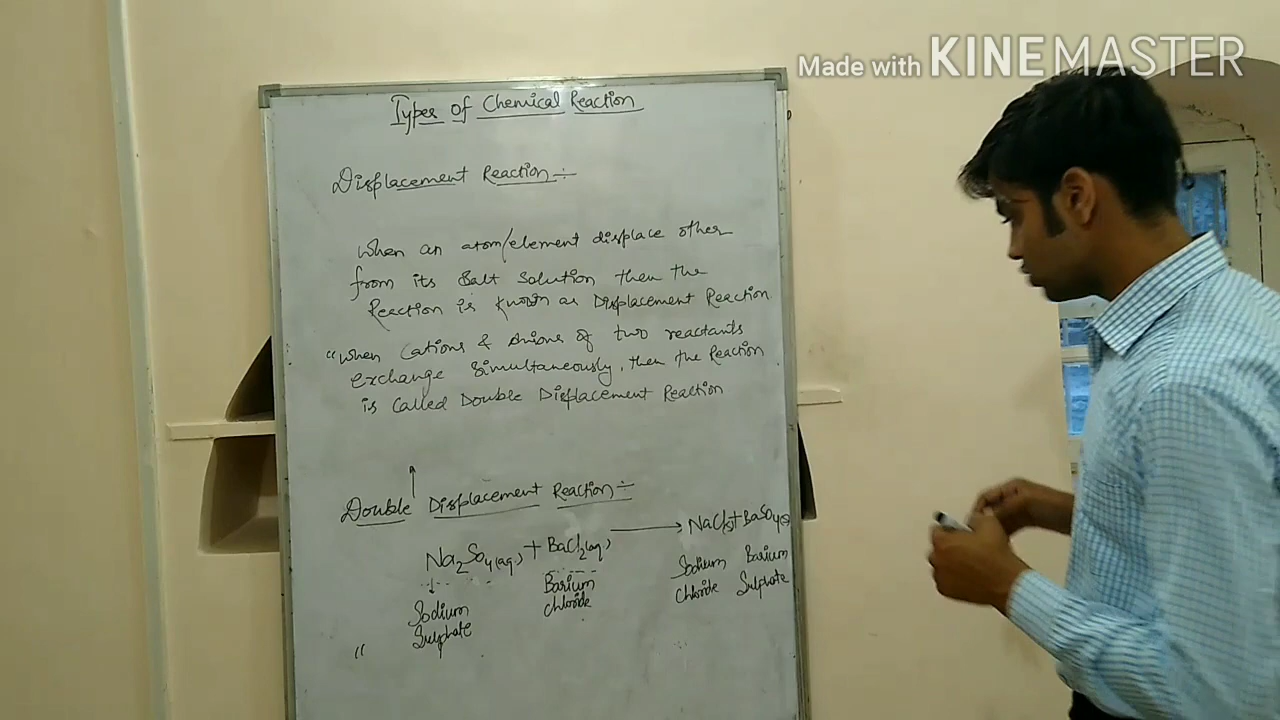 Made with KINEMASTER
Types of Chemical Reaction
Displacement Reaction :-
When an atom/element displace other
from its Salt Solution then the
Reaction is Known as Displacement Reaction.
"When Cations & Anions of two reactants
exchange Simultaneously, then the Reaction
is Called Double Displacement Reaction
Double Displacement Reaction :-
Na2SO4(aq) + BaCl2(aq) → NaCl(s) + BaSO4(s)
Sodium Sulphate Barium Chloride Sodium Chloride Barium Sulphate
"